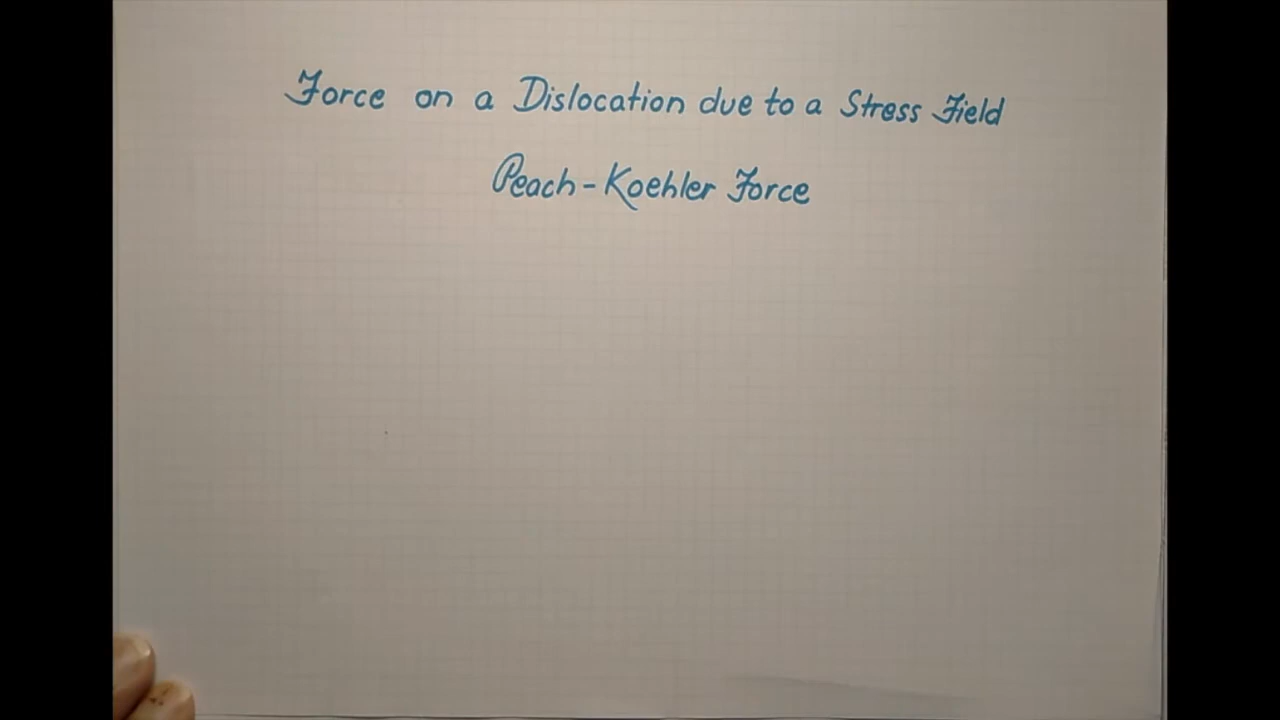 Force on a Dislocation due to a Stress Field
Peach-Koehler Force